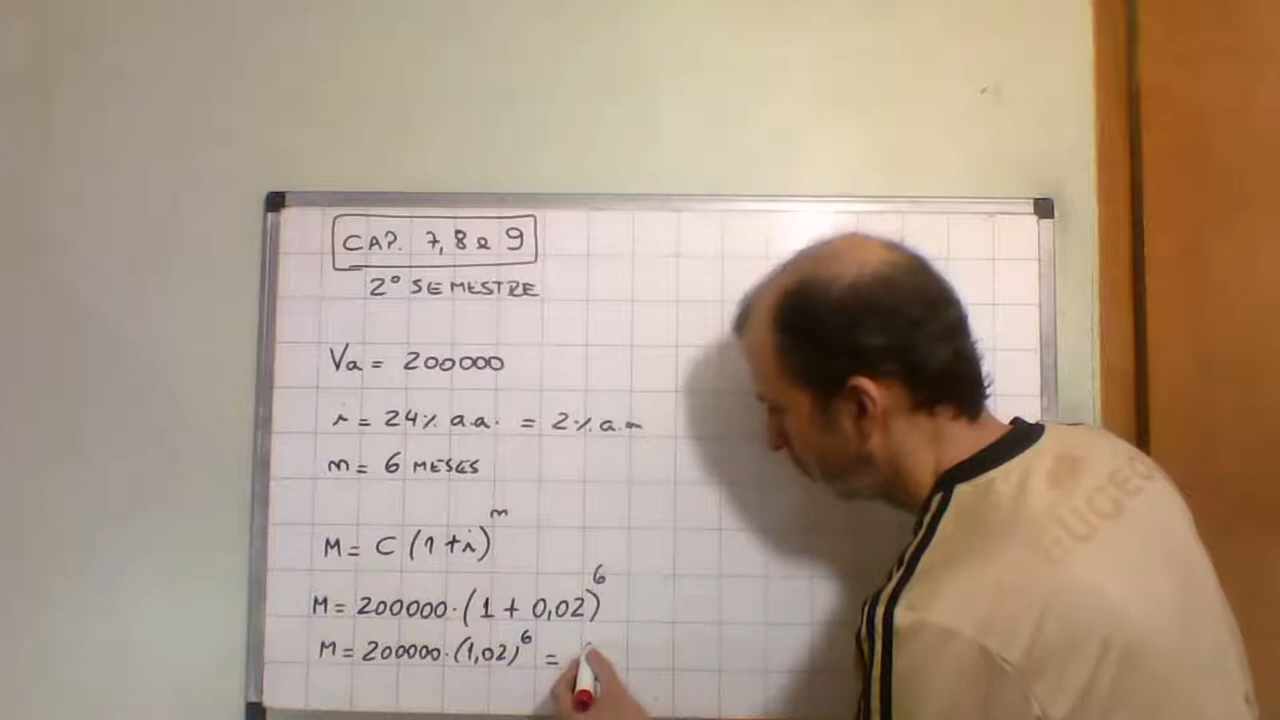 CAP. 7, 8 e 9
2º SEMESTRE
Va = 200000
i = 24% a.a. = 2% a.m
m = 6 MESES
M = C (1 + i)^m
M = 200000 · (1 + 0,02)^6
M = 200000 · (1,02)^6 =